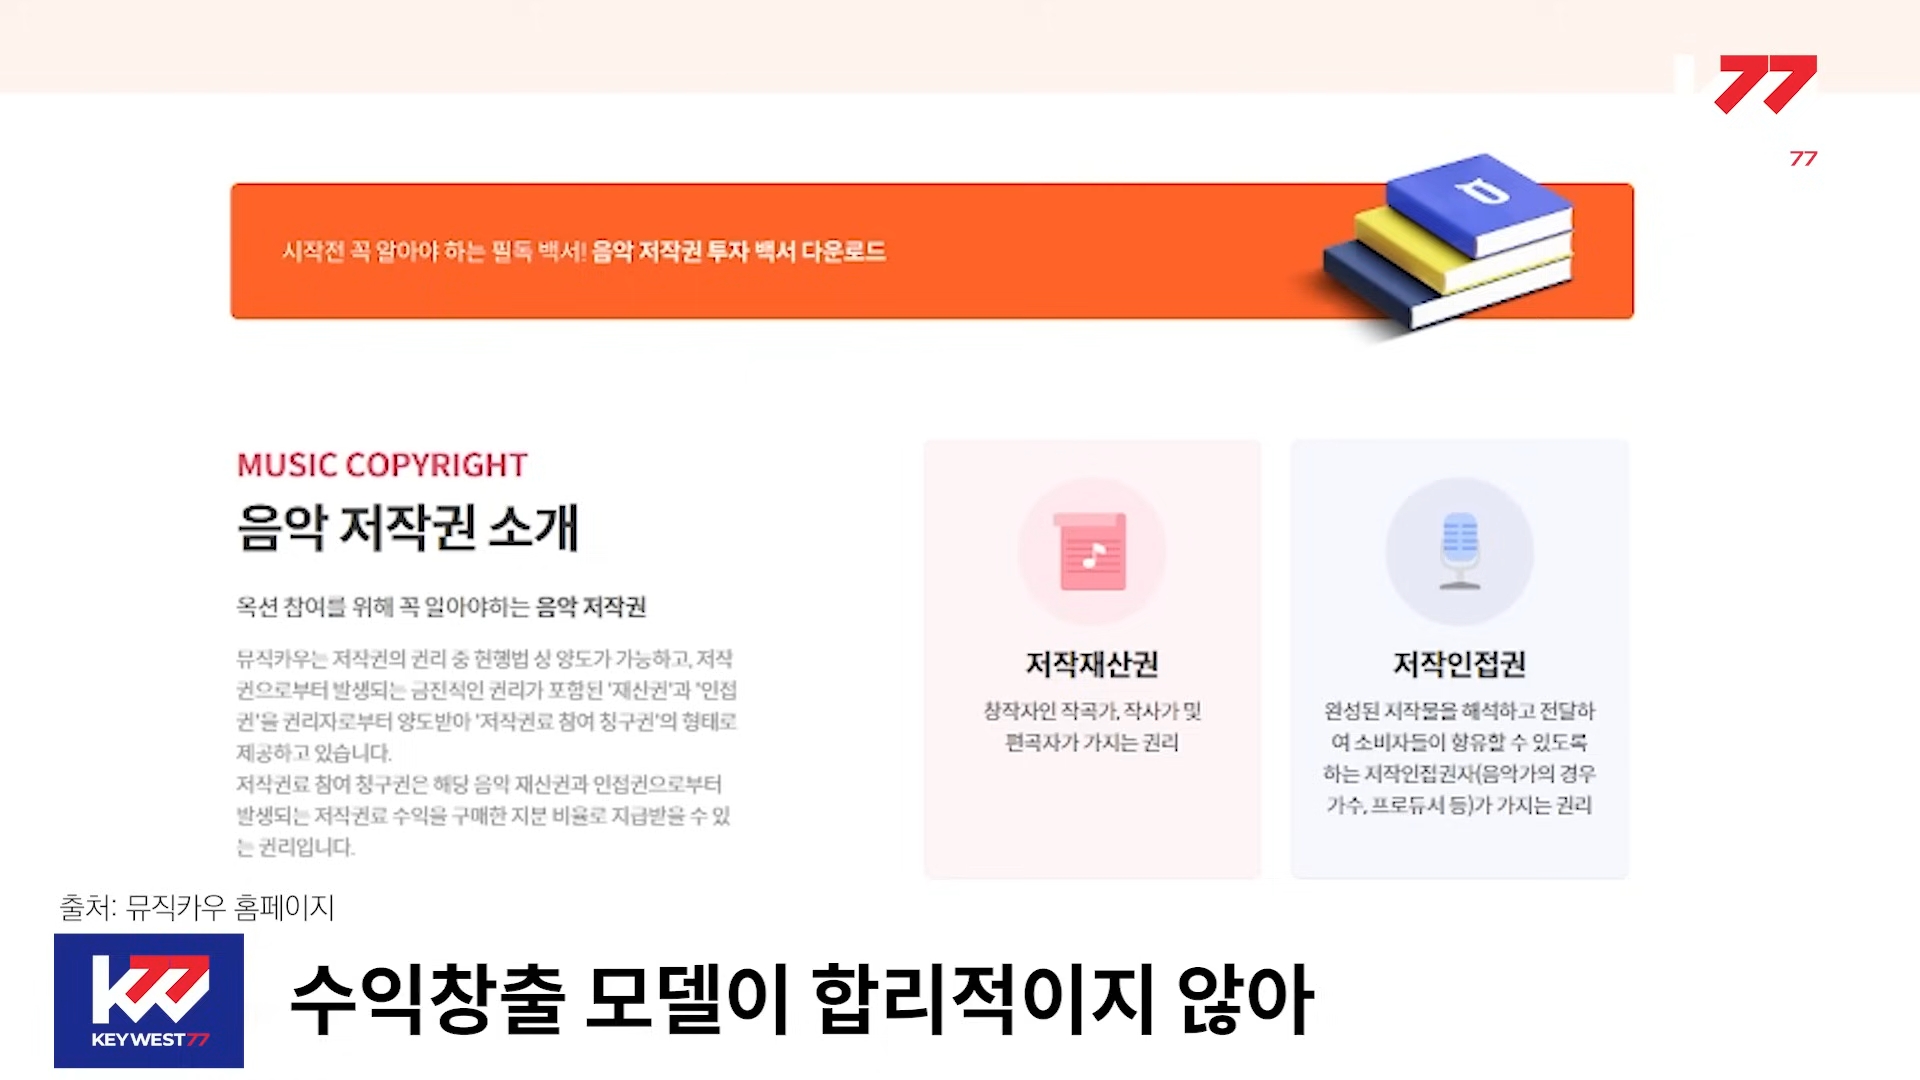 77
77
시작전 꼭 알아야 하는 필독 백서! 음악 저작권 투자 백서 다운로드
MUSIC COPYRIGHT
음악 저작권 소개
옥션 참여를 위해 꼭 알아야하는 음악 저작권
뮤직카우는 저작권의 권리 중 현행법 상 양도가 가능하고, 저작
권으로부터 발생되는 금전적인 권리가 포함된 '재산권'과 '인접
권'을 권리자로부터 양도받아 '저작권료 참여 청구권'의 형태로
제공하고 있습니다.
저작권료 참여 청구권은 해당 음악 재산권과 인접권으로부터
발생되는 저작권료 수익을 구매한 지분 비율로 지급받을 수 있
는 권리입니다.
저작재산권
창작자인 작곡가, 작사가 및
편곡자가 가지는 권리
저작인접권
완성된 저작물을 해석하고 전달하
여 소비자들이 향유할 수 있도록
하는 저작인접권자(음악가의 경우
가수, 프로듀서 등)가 가지는 권리
출처: 뮤직카우 홈페이지
K77
KEYWEST77
수익창출 모델이 합리적이지 않아